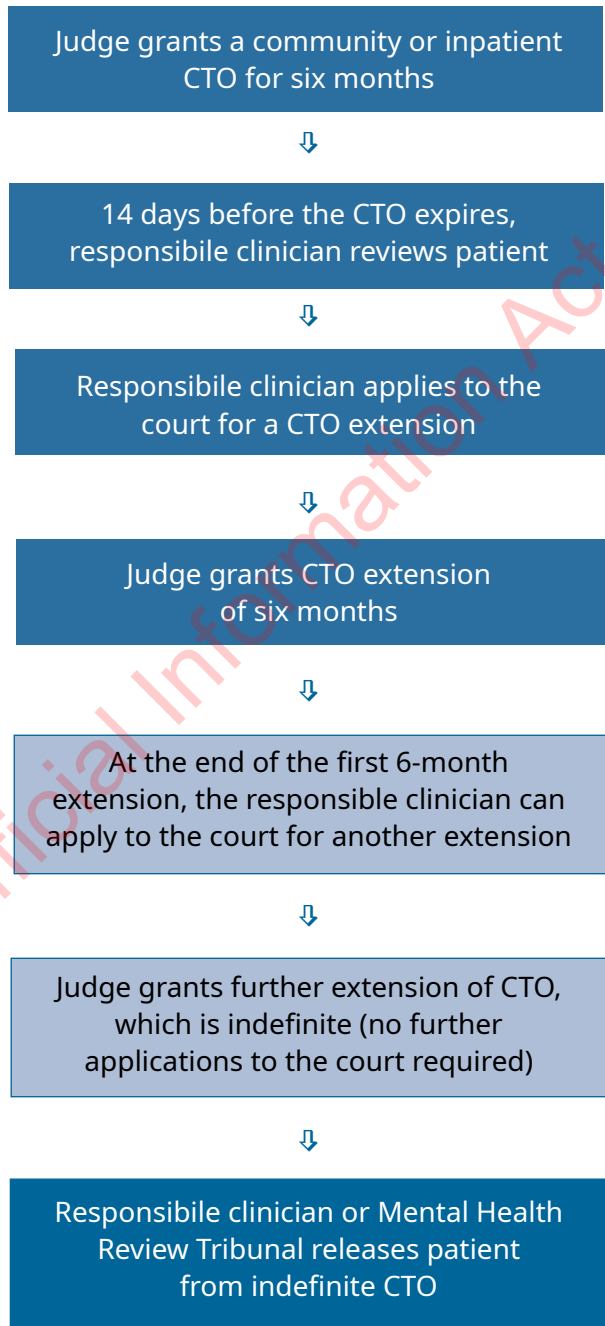 Judge grants a community or inpatient
CTO for six months
⇩
14 days before the CTO expires,
responsibile clinician reviews patient
⇩
Responsibile clinician applies to the
court for a CTO extension
⇩
Judge grants CTO extension
of six months
⇩
At the end of the first 6-month
extension, the responsible clinician can
apply to the court for another extension
⇩
Judge grants further extension of CTO,
which is indefinite (no further
applications to the court required)
⇩
Responsibile clinician or Mental Health
Review Tribunal releases patient
from indefinite CTO
Official Information Act